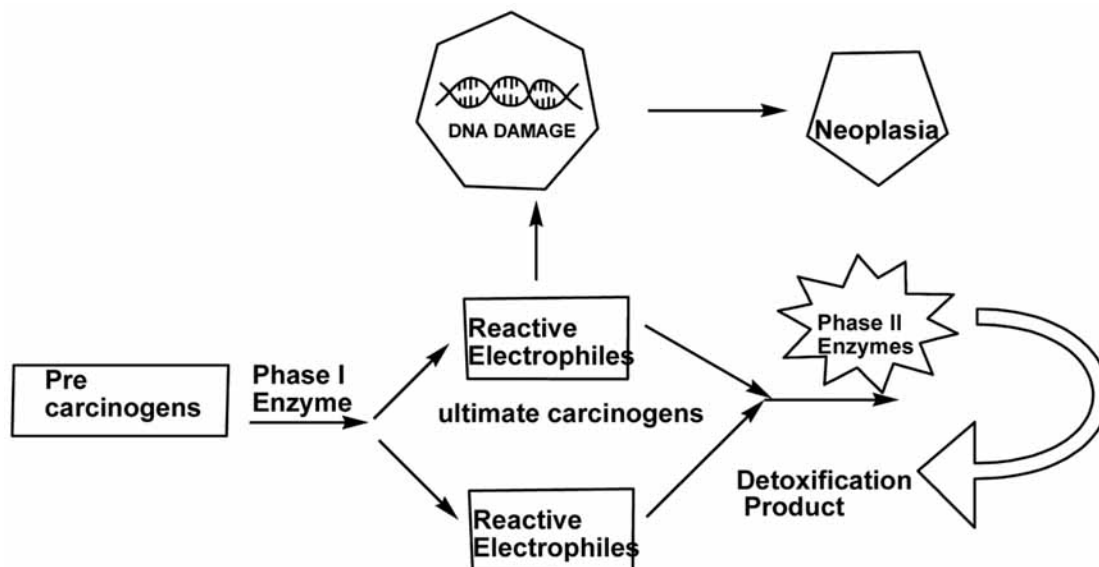 DNA DAMAGE
Neoplasia
Pre
carcinogens
Phase I
Enzyme
Reactive
Electrophiles
ultimate carcinogens
Reactive
Electrophiles
Phase II
Enzymes
Detoxification
Product